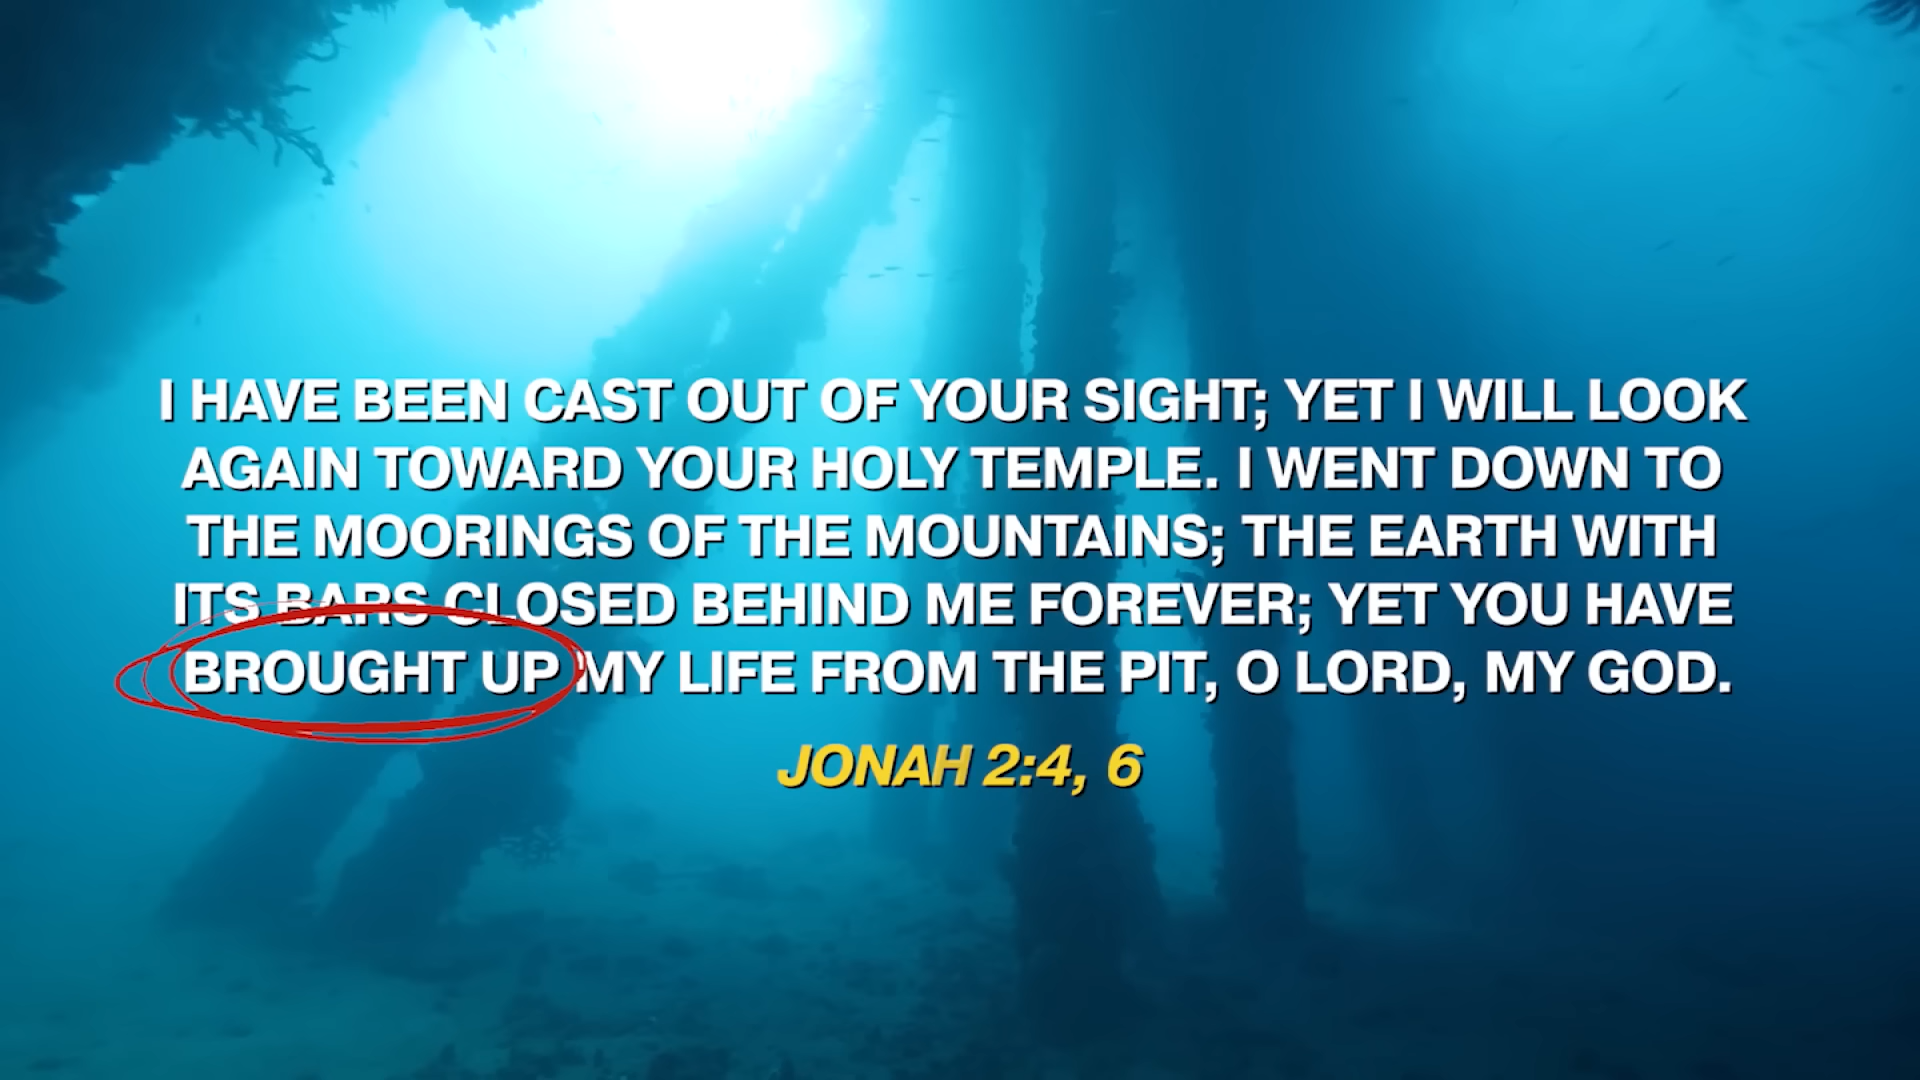 I HAVE BEEN CAST OUT OF YOUR SIGHT; YET I WILL LOOK
AGAIN TOWARD YOUR HOLY TEMPLE. I WENT DOWN TO
THE MOORINGS OF THE MOUNTAINS; THE EARTH WITH
ITS BARS CLOSED BEHIND ME FOREVER; YET YOU HAVE
BROUGHT UP MY LIFE FROM THE PIT, O LORD, MY GOD.
JONAH 2:4, 6